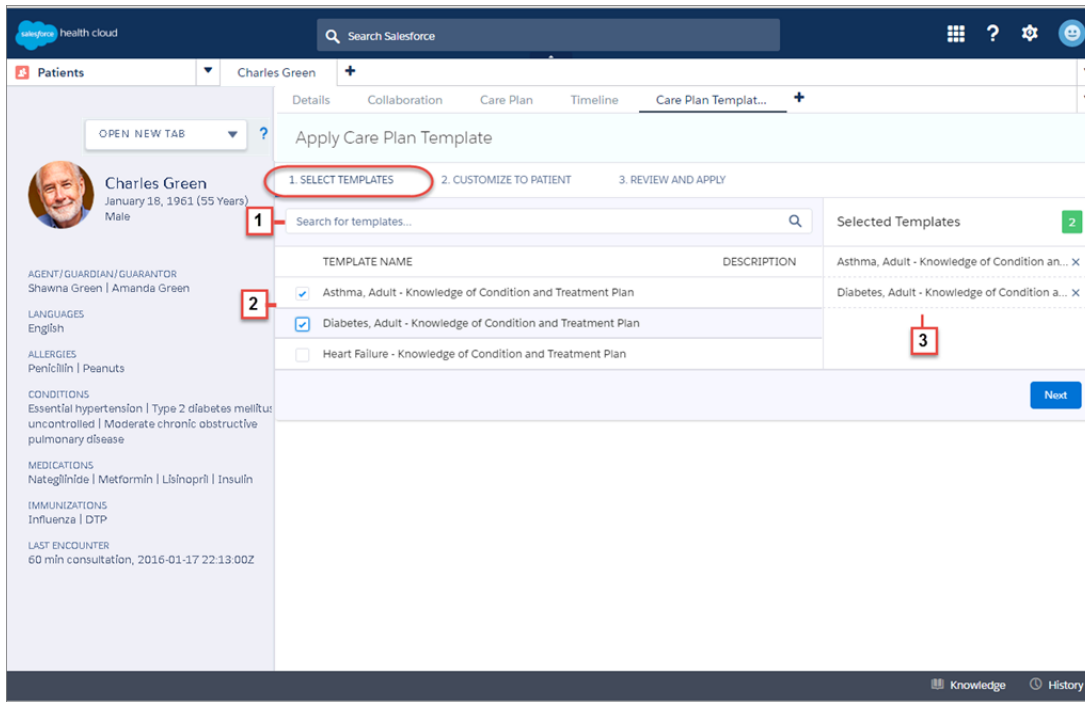 salesforce health cloud
Search Salesforce
Patients
Charles Green
Details Collaboration Care Plan Timeline Care Plan Templat...
OPEN NEW TAB
?
Apply Care Plan Template
Charles Green
January 18, 1961 (55 Years)
Male
1. SELECT TEMPLATES 2. CUSTOMIZE TO PATIENT 3. REVIEW AND APPLY
1
Search for templates...
Selected Templates
2
TEMPLATE NAME DESCRIPTION
Asthma, Adult - Knowledge of Condition an...
Asthma, Adult - Knowledge of Condition and Treatment Plan
Diabetes, Adult - Knowledge of Condition a...
2
Diabetes, Adult - Knowledge of Condition and Treatment Plan
3
Heart Failure - Knowledge of Condition and Treatment Plan
Next
AGENT/GUARDIAN/GUARANTOR
Shawna Green | Amanda Green
LANGUAGES
English
ALLERGIES
Penicillin | Peanuts
CONDITIONS
Essential hypertension | Type 2 diabetes mellitus
uncontrolled | Moderate chronic obstructive
pulmonary disease
MEDICATIONS
Nateglinide | Metformin | Lisinopril | Insulin
IMMUNIZATIONS
Influenza | DTP
LAST ENCOUNTER
60 min consultation, 2016-01-17 22:13:00Z
Knowledge
History